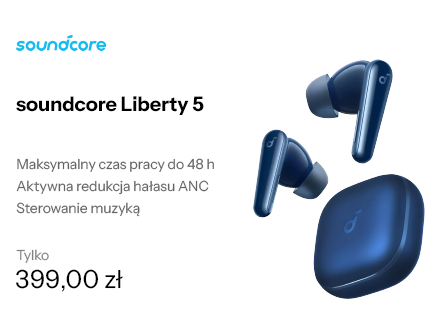 soundcore
soundcore Liberty 5
Maksymalny czas pracy do 48 h
Aktywna redukcja hałasu ANC
Sterowanie muzyką
Tylko
399,00 zł